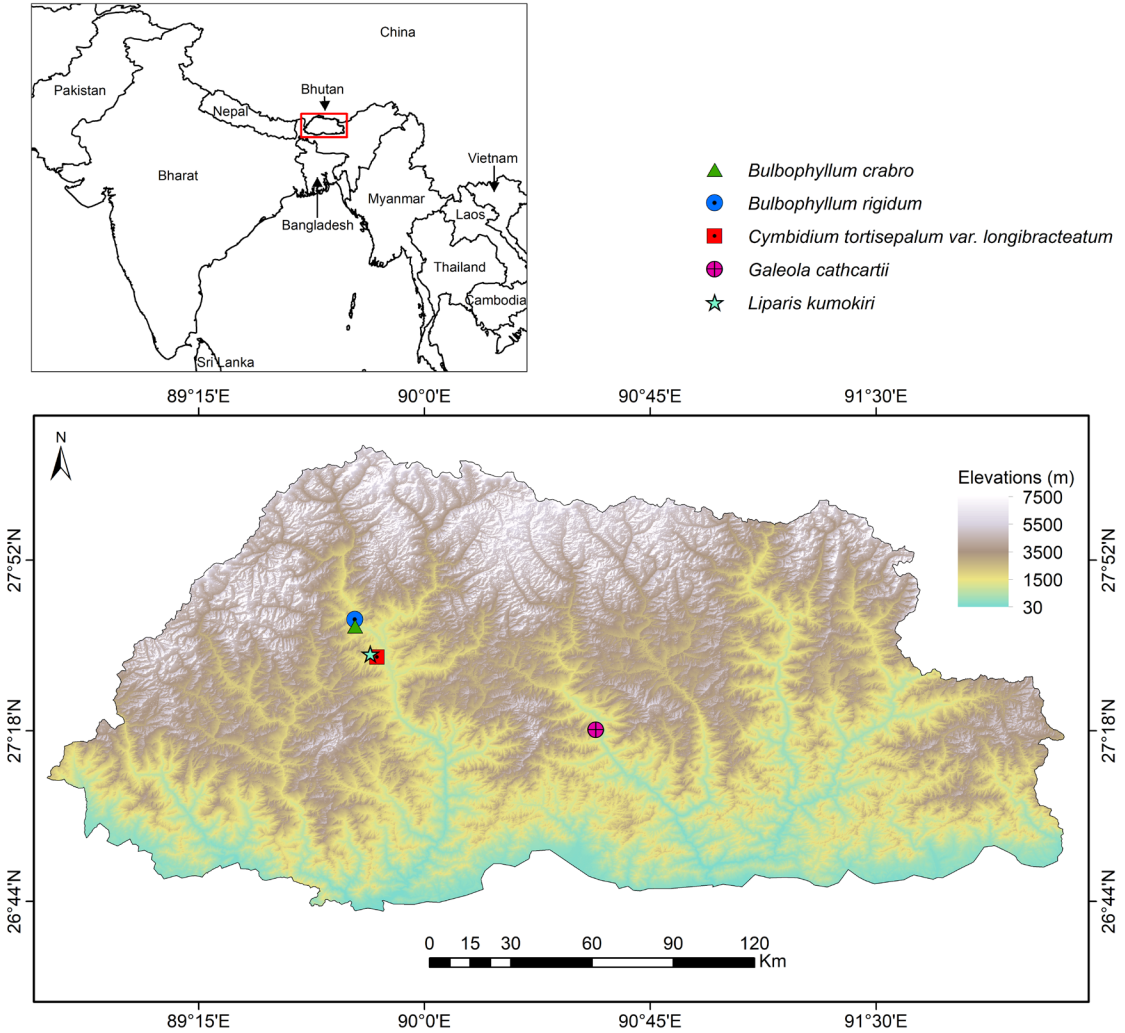 China
Pakistan
Bhutan
Nepal
Bharat
Vietnam
Myanmar
Laos
Bangladesh
Thailand
Cambodia
Sri Lanka
Bulbophyllum crabro
Bulbophyllum rigidum
Cymbidium tortisepalum var. longibracteatum
Galeola cathcartii
Liparis kumokiri
89°15'E 90°0'E 90°45'E 91°30'E
N
Elevations (m)
7500
5500
3500
1500
30
27°52'N 27°52'N
27°18'N 27°18'N
26°44'N 26°44'N
0 15 30 60 90 120
Km
89°15'E 90°0'E 90°45'E 91°30'E